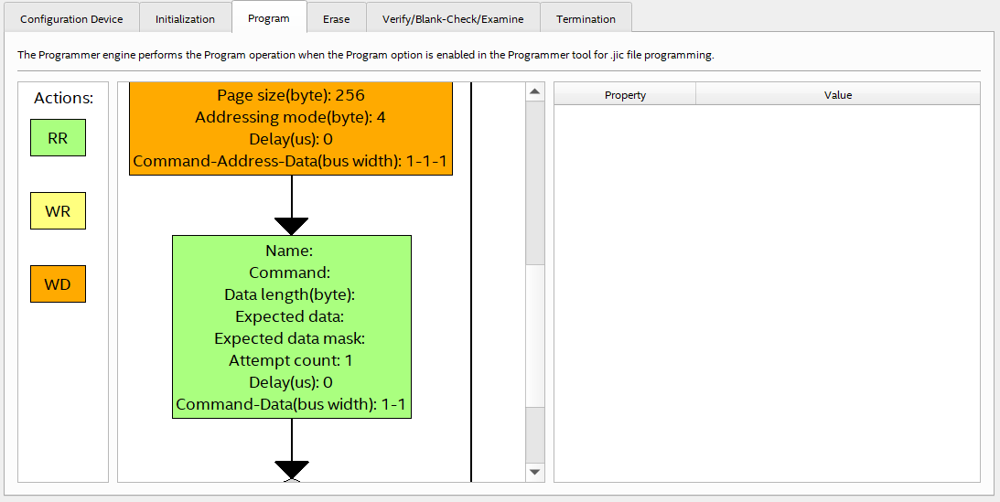 Configuration Device
Initialization
Program
Erase
Verify/Blank-Check/Examine
Termination
The Programmer engine performs the Program operation when the Program option is enabled in the Programmer tool for .jic file programming.
Actions:
RR
WR
WD
Page size(byte): 256
Addressing mode(byte): 4
Delay(us): 0
Command-Address-Data(bus width): 1-1-1
Name:
Command:
Data length(byte):
Expected data:
Expected data mask:
Attempt count: 1
Delay(us): 0
Command-Data(bus width): 1-1
Property
Value